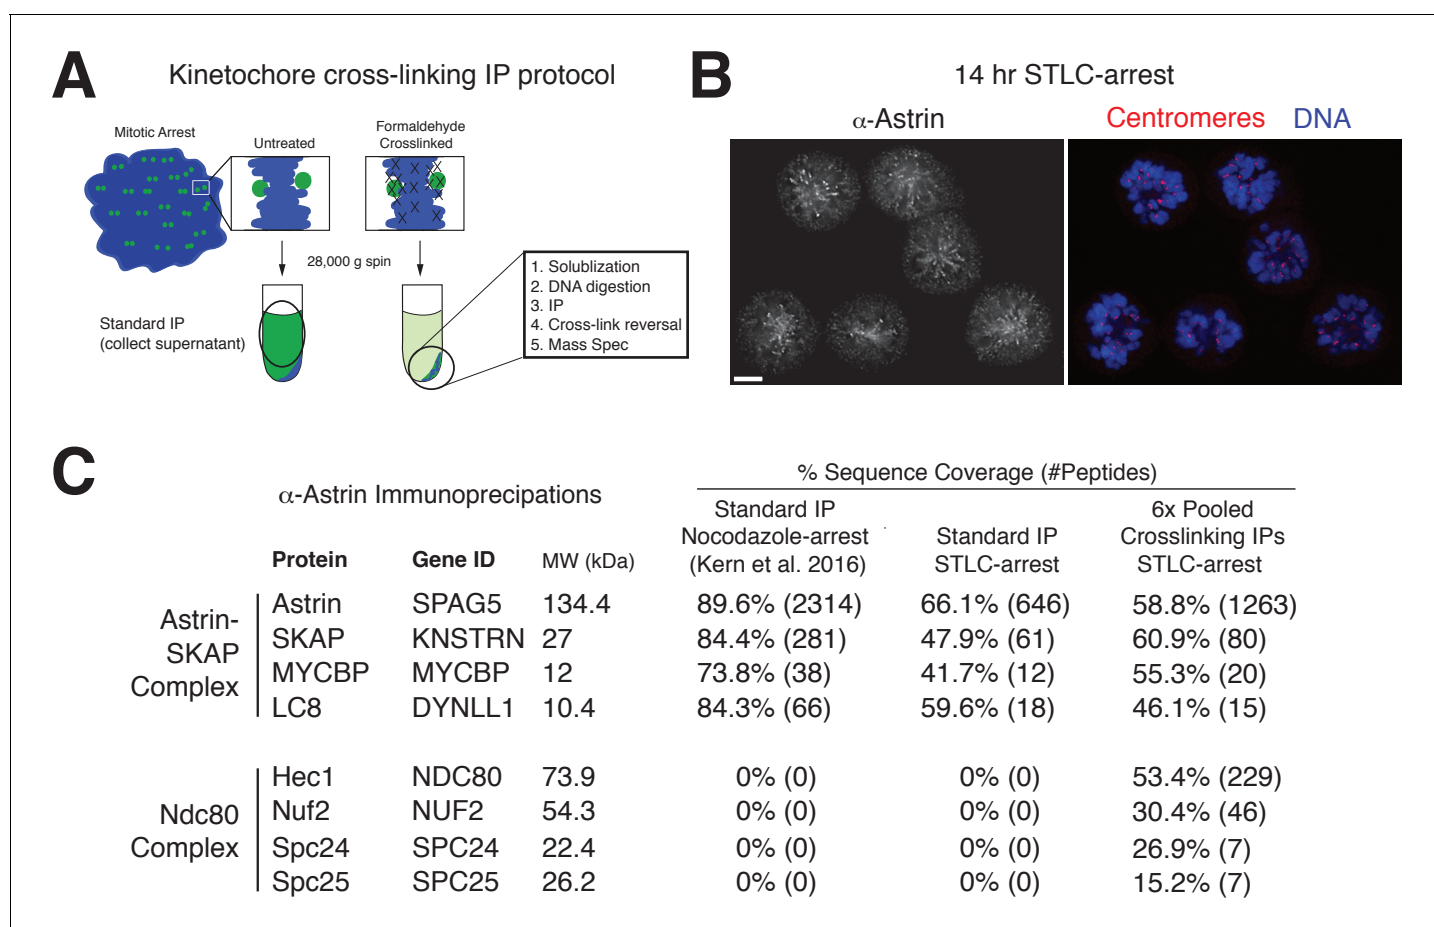 A
Kinetochore cross-linking IP protocol
Mitotic Arrest
Untreated
Formaldehyde
Crosslinked
28,000 g spin
Standard IP
(collect supernatant)
1. Solublization
2. DNA digestion
3. IP
4. Cross-link reversal
5. Mass Spec
B
14 hr STLC-arrest
α-Astrin
Centromeres DNA
C
α-Astrin Immunoprecipations
% Sequence Coverage (#Peptides)
Standard IP
Nocodazole-arrest
(Kern et al. 2016)
Standard IP
STLC-arrest
6x Pooled
Crosslinking IPs
STLC-arrest
Protein Gene ID MW (kDa)
Astrin-
SKAP
Complex
Astrin SPAG5 134.4 89.6% (2314) 66.1% (646) 58.8% (1263)
SKAP KNSTRN 27 84.4% (281) 47.9% (61) 60.9% (80)
MYCBP MYCBP 12 73.8% (38) 41.7% (12) 55.3% (20)
LC8 DYNLL1 10.4 84.3% (66) 59.6% (18) 46.1% (15)
Ndc80
Complex
Hec1 NDC80 73.9 0% (0) 0% (0) 53.4% (229)
Nuf2 NUF2 54.3 0% (0) 0% (0) 30.4% (46)
Spc24 SPC24 22.4 0% (0) 0% (0) 26.9% (7)
Spc25 SPC25 26.2 0% (0) 0% (0) 15.2% (7)